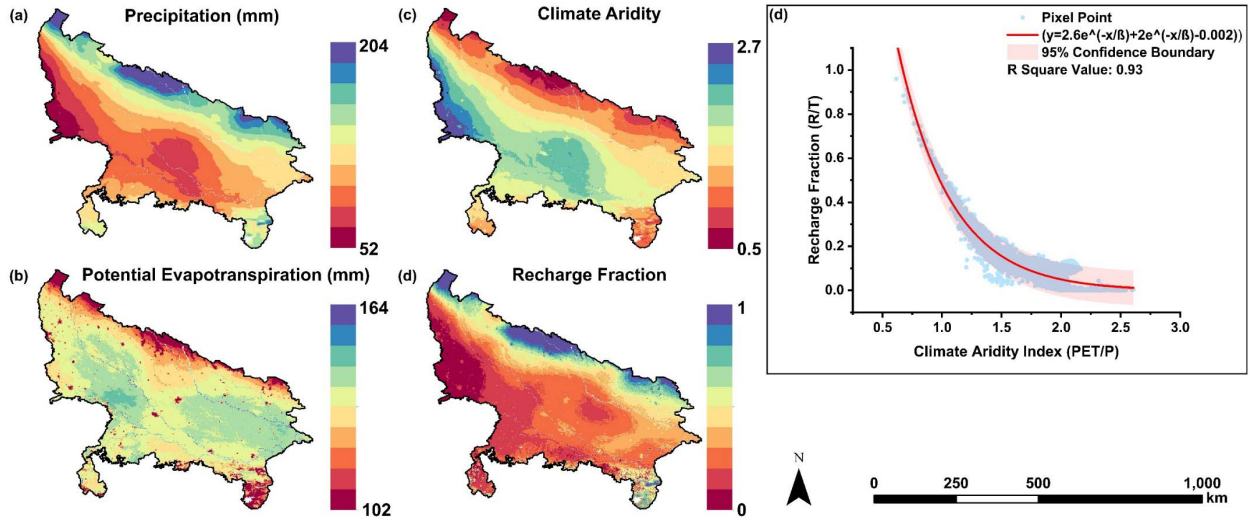 (a) Precipitation (mm)
204
52
(c) Climate Aridity
2.7
0.5
(b) Potential Evapotranspiration (mm)
164
102
(d) Recharge Fraction
1
0
(d)
Pixel Point
(y=2.6e^(-x/ß)+2e^(-x/ß)-0.002))
95% Confidence Boundary
R Square Value: 0.93
Recharge Fraction (R/T)
1.0
0.8
0.6
0.4
0.2
0.0
0.5 1.0 1.5 2.0 2.5 3.0
Climate Aridity Index (PET/P)
N
0 250 500 1,000
km